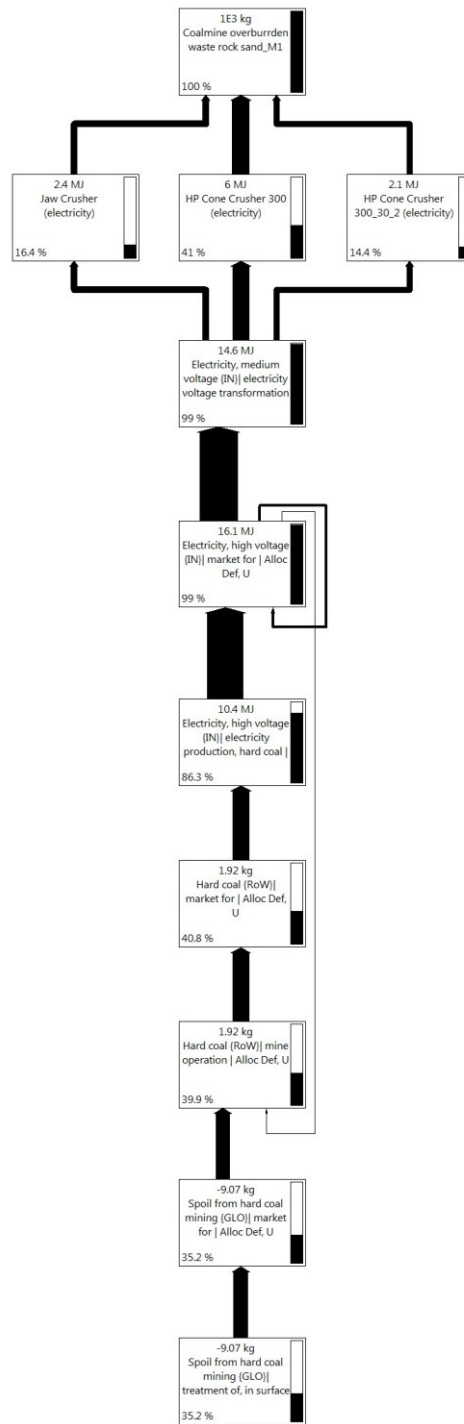 1E3 kg
Coalmine overburrden
waste rock sand_M1
100 %
2.4 MJ
Jaw Crusher
(electricity)
16.4 %
6 MJ
HP Cone Crusher 300
(electricity)
41 %
2.1 MJ
HP Cone Crusher
300_30_2 (electricity)
14.4 %
14.6 MJ
Electricity, medium
voltage {IN}| electricity
voltage transformation
99 %
16.1 MJ
Electricity, high voltage
{IN}| market for | Alloc
Def, U
99 %
10.4 MJ
Electricity, high voltage
{IN}| electricity
production, hard coal |
86.3 %
1.92 kg
Hard coal {RoW}|
market for | Alloc Def,
U
40.8 %
1.92 kg
Hard coal {RoW}| mine
operation | Alloc Def, U
39.9 %
-9.07 kg
Spoil from hard coal
mining {GLO}| market
for | Alloc Def, U
35.2 %
-9.07 kg
Spoil from hard coal
mining {GLO}|
treatment of, in surface
35.2 %